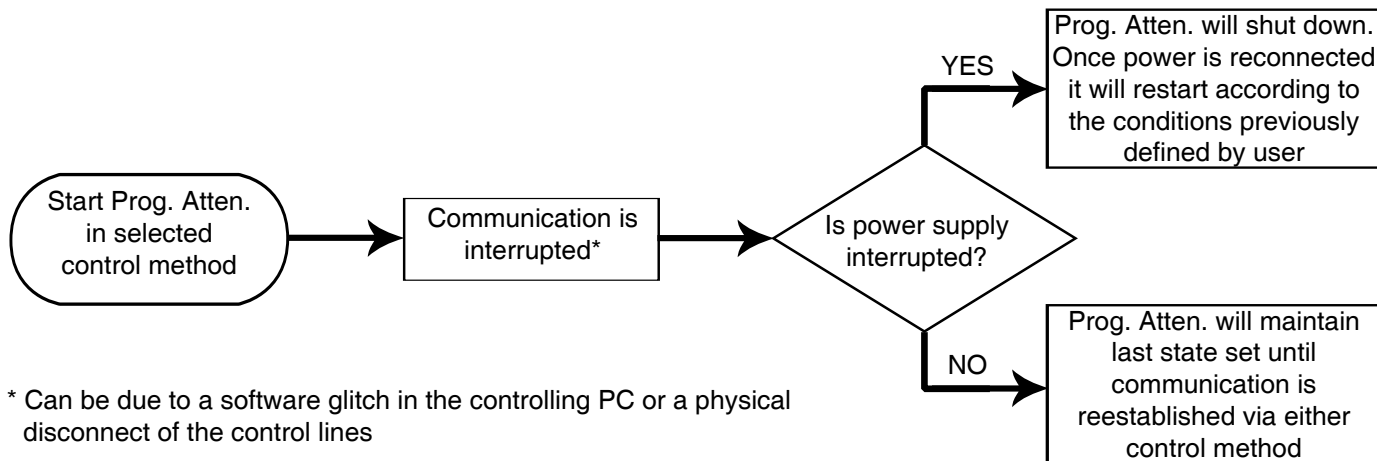 Start Prog. Atten.
in selected
control method
Communication is
interrupted*
Is power supply
interrupted?
YES
Prog. Atten. will shut down.
Once power is reconnected
it will restart according to
the conditions previously
defined by user
NO
Prog. Atten. will maintain
last state set until
communication is
reestablished via either
control method
* Can be due to a software glitch in the controlling PC or a physical
disconnect of the control lines